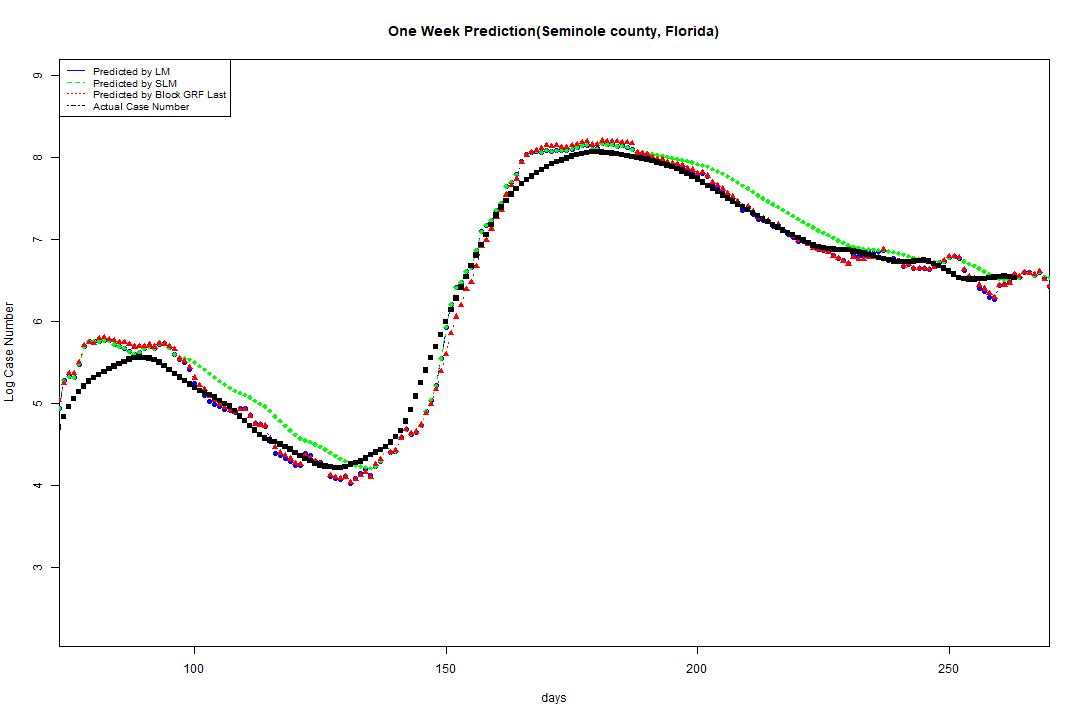 One Week Prediction(Seminole county, Florida)
Predicted by LM
Predicted by SLM
Predicted by Block GRF Last
Actual Case Number
9
8
7
6
5
4
3
Log Case Number
100 150 200 250
days